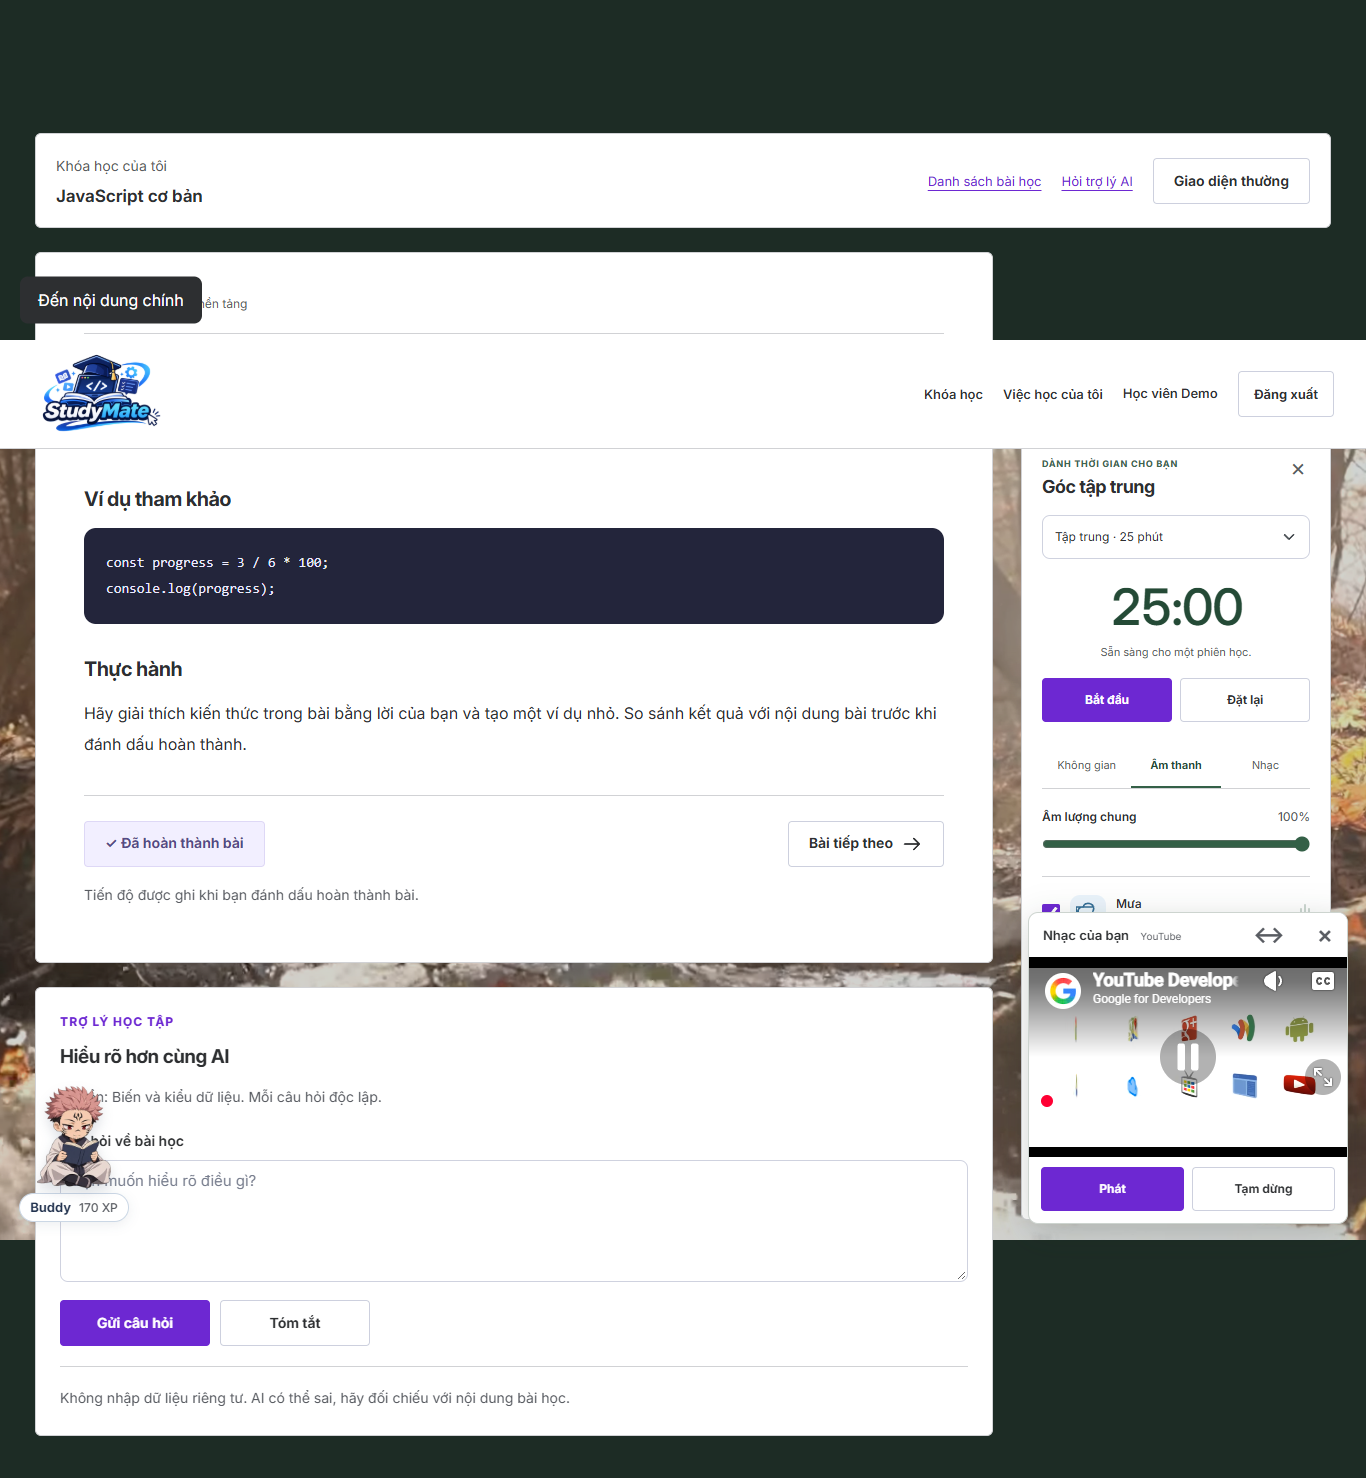 Khóa học của tôi
JavaScript cơ bản
Danh sách bài học
Hỏi trợ lý AI
Giao diện thường
Đến nội dung chính
nền tảng
StudyMate
Khóa học
Việc học của tôi
Học viên Demo
Đăng xuất
Ví dụ tham khảo
const progress = 3 / 6 * 100;
console.log(progress);
Thực hành
Hãy giải thích kiến thức trong bài bằng lời của bạn và tạo một ví dụ nhỏ. So sánh kết quả với nội dung bài trước khi
đánh dấu hoàn thành.
✓ Đã hoàn thành bài
Bài tiếp theo →
Tiến độ được ghi khi bạn đánh dấu hoàn thành bài.
DÀNH THỜI GIAN CHO BẠN
Góc tập trung
Tập trung · 25 phút
25:00
Sẵn sàng cho một phiên học.
Bắt đầu
Đặt lại
Không gian
Âm thanh
Nhạc
Âm lượng chung
100%
Mưa
Nhạc của bạn
YouTube
YouTube Develop
Google for Developers
CC
Phát
Tạm dừng
TRỢ LÝ HỌC TẬP
Hiểu rõ hơn cùng AI
Biến và kiểu dữ liệu. Mỗi câu hỏi độc lập.
hỏi về bài học
muốn hiểu rõ điều gì?
Buddy 170 XP
Gửi câu hỏi
Tóm tắt
Không nhập dữ liệu riêng tư. AI có thể sai, hãy đối chiếu với nội dung bài học.